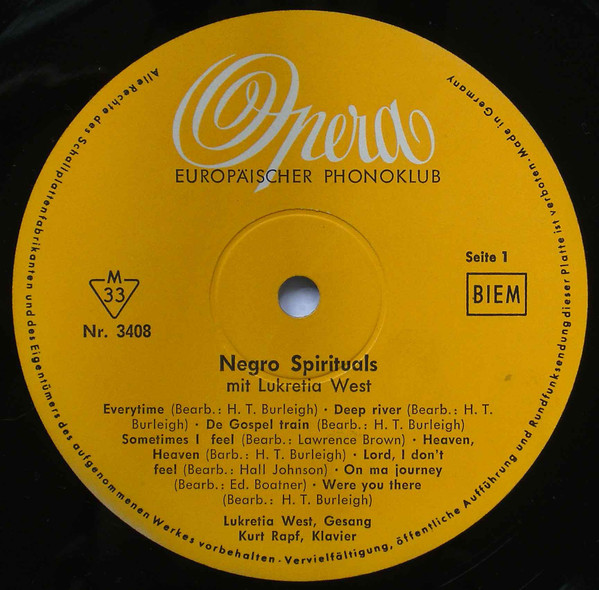 Opera
EUROPÄISCHER PHONOKLUB
Alle Rechte des Schallplattenfabrikanten und des Eigentümers des aufgenommenen Werkes vorbehalten - Vervielfältigung, öffentliche Aufführung und Rundfunksendung dieser Platte ist verboten. Made in Germany
M
33
Nr. 3408
Seite 1
BIEM
Negro Spirituals
mit Lukretia West
Everytime (Bearb.: H. T. Burleigh) · Deep river (Bearb.: H. T.
Burleigh) · De Gospel train (Bearb.: H. T. Burleigh)
Sometimes I feel (Bearb.: Lawrence Brown) · Heaven,
Heaven (Barb.: H. T. Burleigh) · Lord, I don't
feel (Bearb.: Hall Johnson) · On ma journey
(Bearb.: Ed. Boatner) · Were you there
(Bearb.: H. T. Burleigh)
Lukretia West, Gesang
Kurt Rapf, Klavier